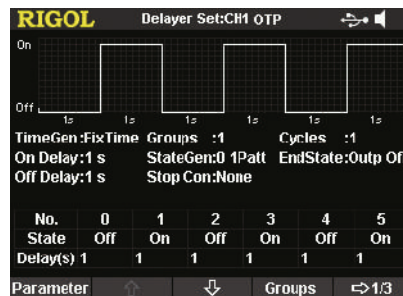 RIGOL Delayer Set:CH1 OTP
On
Off
1s 1s 1s 1s 1s 1s
TimeGen:FixTime Groups :1 Cycles :1
On Delay:1 s StateGen:0 1Patt EndState:Outp Of
Off Delay:1 s Stop Con:None
No. 0 1 2 3 4 5
State Off On Off On Off On
Delay(s) 1 1 1 1 1 1
Parameter Groups 1/3